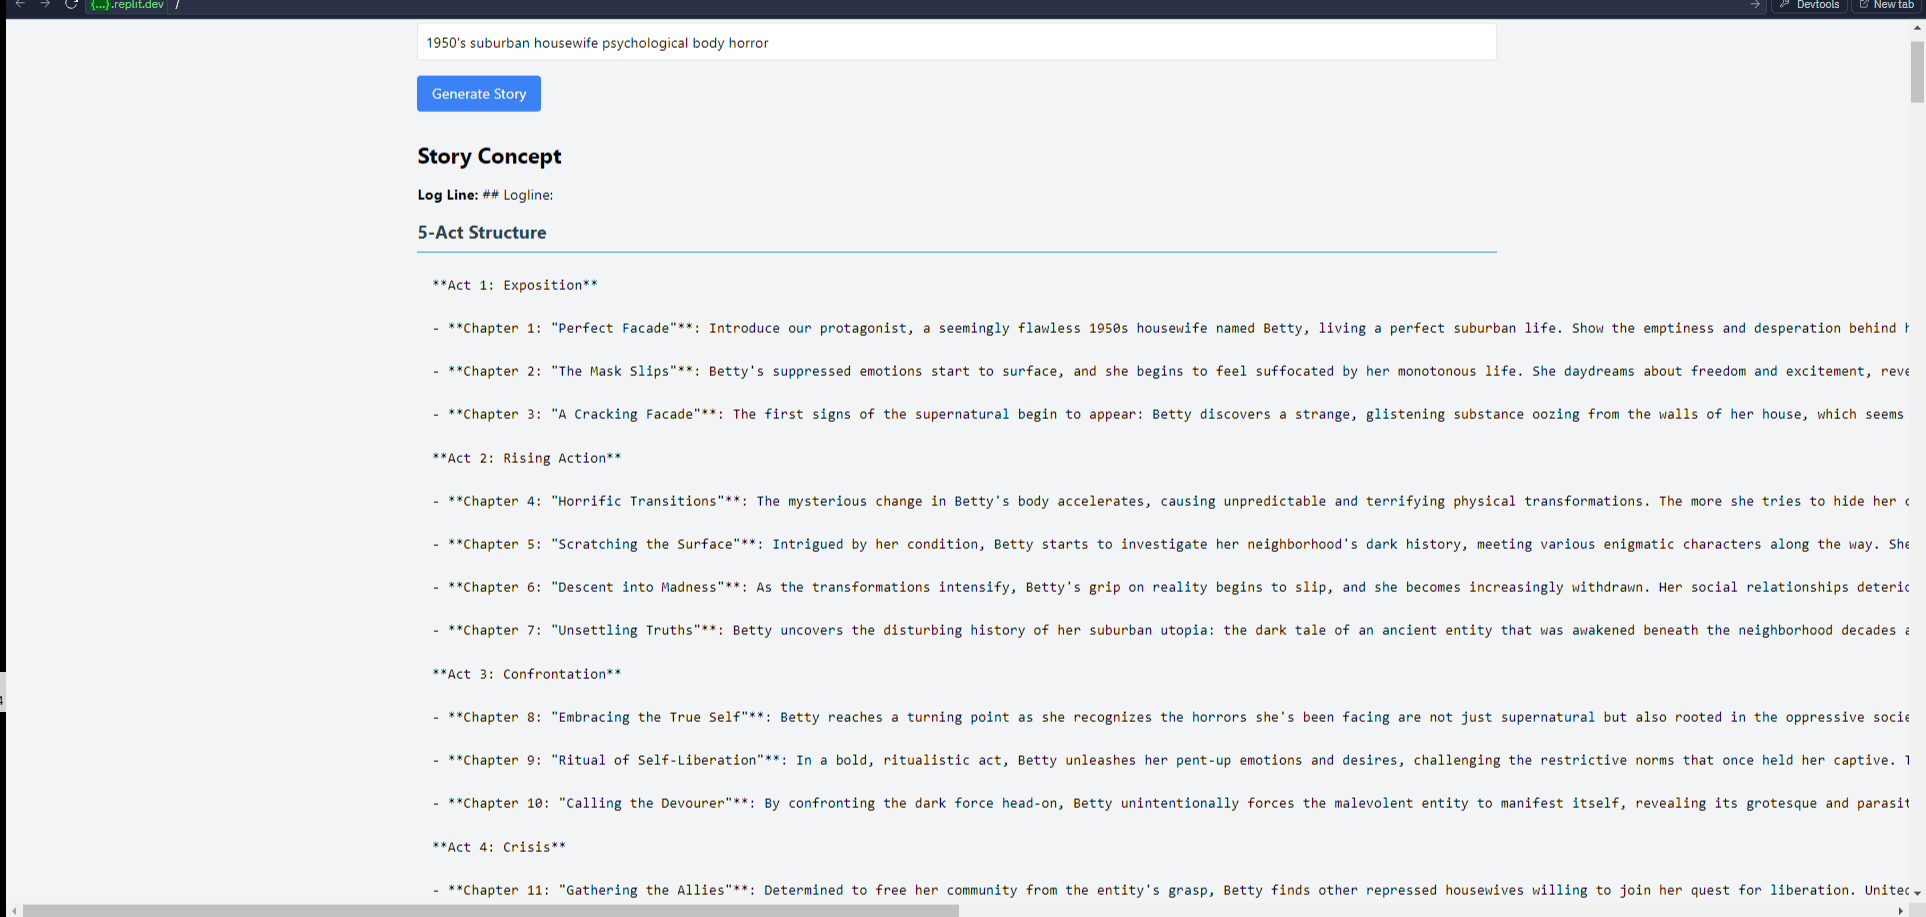 {...}.replit.dev /
Devtools
New tab
1950's suburban housewife psychological body horror
Generate Story
Story Concept
Log Line: ## Logline:
5-Act Structure
**Act 1: Exposition**
- **Chapter 1: "Perfect Facade"**: Introduce our protagonist, a seemingly flawless 1950s housewife named Betty, living a perfect suburban life. Show the emptiness and desperation behind
- **Chapter 2: "The Mask Slips"**: Betty's suppressed emotions start to surface, and she begins to feel suffocated by her monotonous life. She daydreams about freedom and excitement, reve
- **Chapter 3: "A Cracking Facade"**: The first signs of the supernatural begin to appear: Betty discovers a strange, glistening substance oozing from the walls of her house, which seems
**Act 2: Rising Action**
- **Chapter 4: "Horrific Transitions"**: The mysterious change in Betty's body accelerates, causing unpredictable and terrifying physical transformations. The more she tries to hide her
- **Chapter 5: "Scratching the Surface"**: Intrigued by her condition, Betty starts to investigate her neighborhood's dark history, meeting various enigmatic characters along the way. She
- **Chapter 6: "Descent into Madness"**: As the transformations intensify, Betty's grip on reality begins to slip, and she becomes increasingly withdrawn. Her social relationships deteric
- **Chapter 7: "Unsettling Truths"**: Betty uncovers the disturbing history of her suburban utopia: the dark tale of an ancient entity that was awakened beneath the neighborhood decades
**Act 3: Confrontation**
- **Chapter 8: "Embracing the True Self"**: Betty reaches a turning point as she recognizes the horrors she's been facing are not just supernatural but also rooted in the oppressive socie
- **Chapter 9: "Ritual of Self-Liberation"**: In a bold, ritualistic act, Betty unleashes her pent-up emotions and desires, challenging the restrictive norms that once held her captive.
- **Chapter 10: "Calling the Devourer"**: By confronting the dark force head-on, Betty unintentionally forces the malevolent entity to manifest itself, revealing its grotesque and parasit
**Act 4: Crisis**
- **Chapter 11: "Gathering the Allies"**: Determined to free her community from the entity's grasp, Betty finds other repressed housewives willing to join her quest for liberation. United